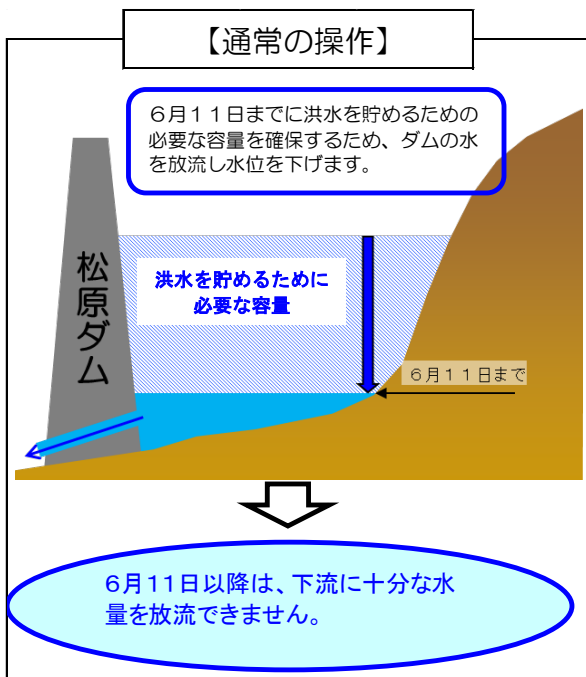 【通常の操作】
６月１１日までに洪水を貯めるための
必要な容量を確保するため、ダムの水
を放流し水位を下げます。
松原ダム
洪水を貯めるために
必要な容量
６月１１日まで
6月11日以降は、下流に十分な水
量を放流できません。